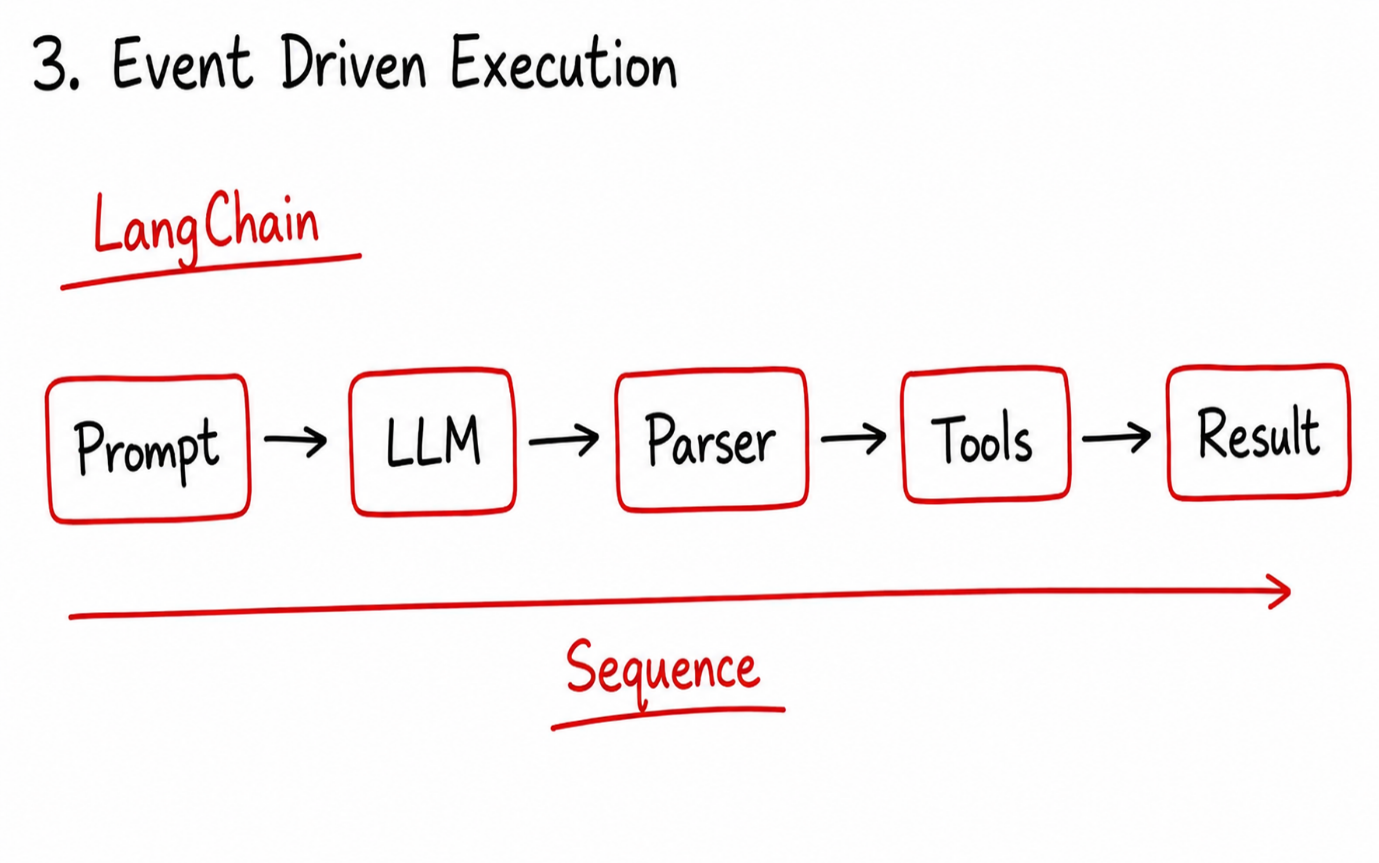 3. Event Driven Execution
LangChain
Prompt → LLM → Parser → Tools → Result
Sequence